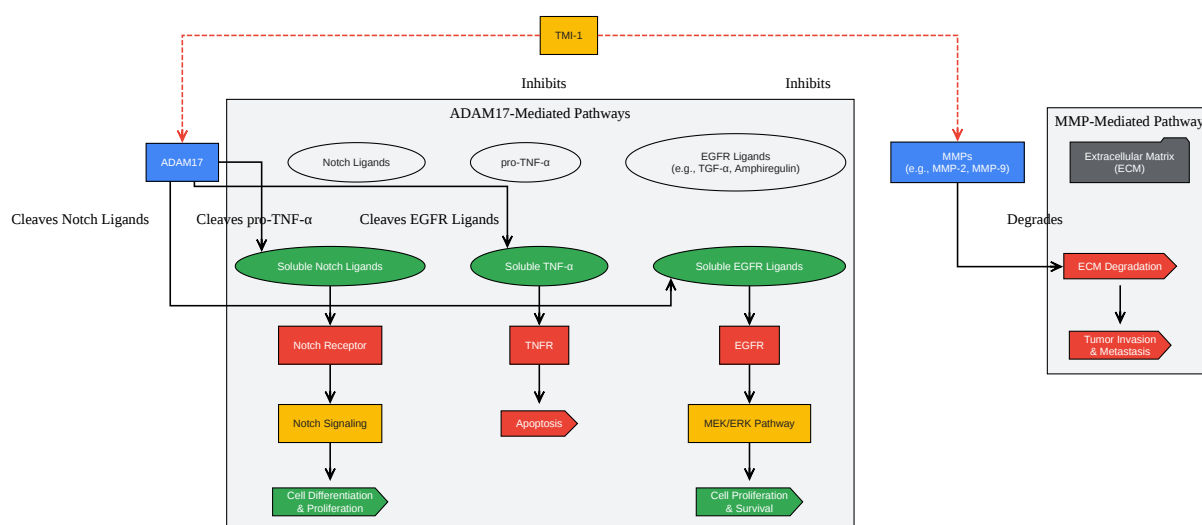 TMI-1
Inhibits
Inhibits
ADAM17-Mediated Pathways
MMP-Mediated Pathway
ADAM17
Notch Ligands
pro-TNF-α
EGFR Ligands
(e.g., TGF-α, Amphiregulin)
MMPs
(e.g., MMP-2, MMP-9)
Extracellular Matrix
(ECM)
Cleaves Notch Ligands
Cleaves pro-TNF-α
Cleaves EGFR Ligands
Degrades
Soluble Notch Ligands
Soluble TNF-α
Soluble EGFR Ligands
ECM Degradation
Notch Receptor
TNFR
EGFR
Tumor Invasion
& Metastasis
Notch Signaling
Apoptosis
MEK/ERK Pathway
Cell Differentiation
& Proliferation
Cell Proliferation
& Survival